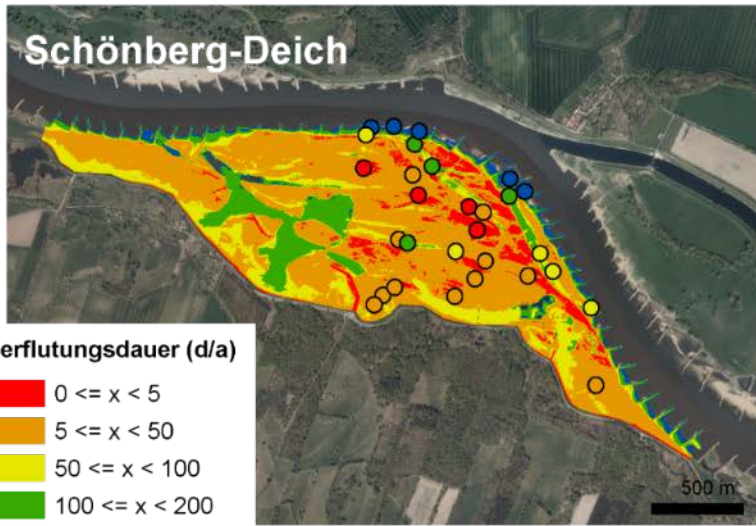 Schönberg-Deich
erflutungsdauer (d/a)
0 <= x < 5
5 <= x < 50
50 <= x < 100
100 <= x < 200
500 m